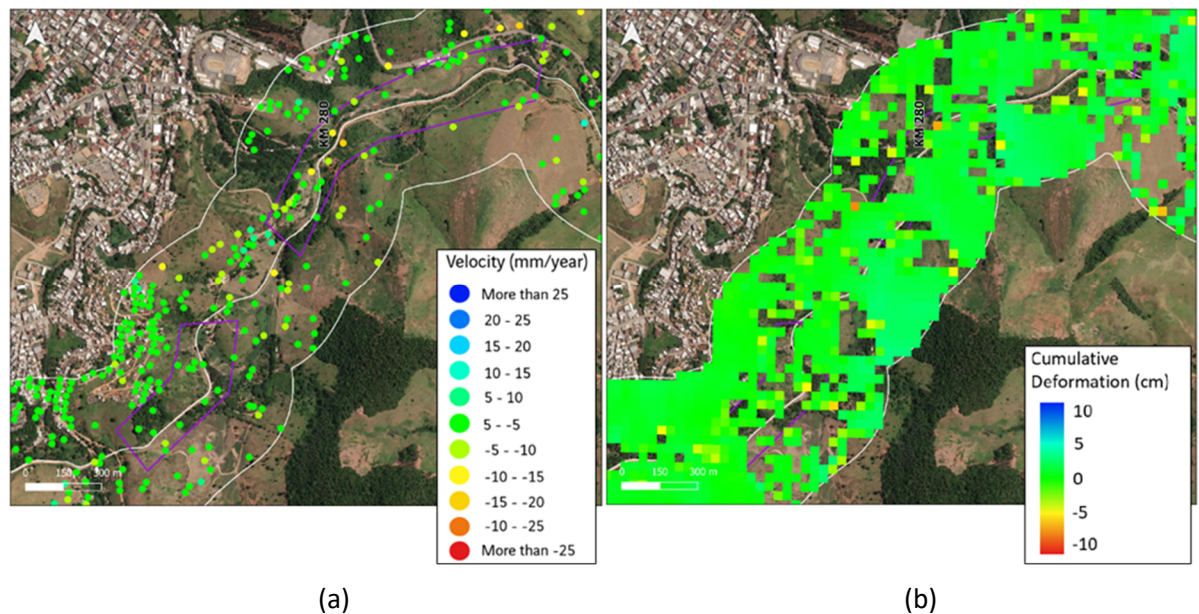 KM 280
Velocity (mm/year)
More than 25
20 - 25
15 - 20
10 - 15
5 - 10
5 - -5
-5 - -10
-10 - -15
-15 - -20
-10 - -25
More than -25
0 150 300 m
(a)
KM 280
Cumulative
Deformation (cm)
10
5
0
-5
-10
0 150 300 m
(b)